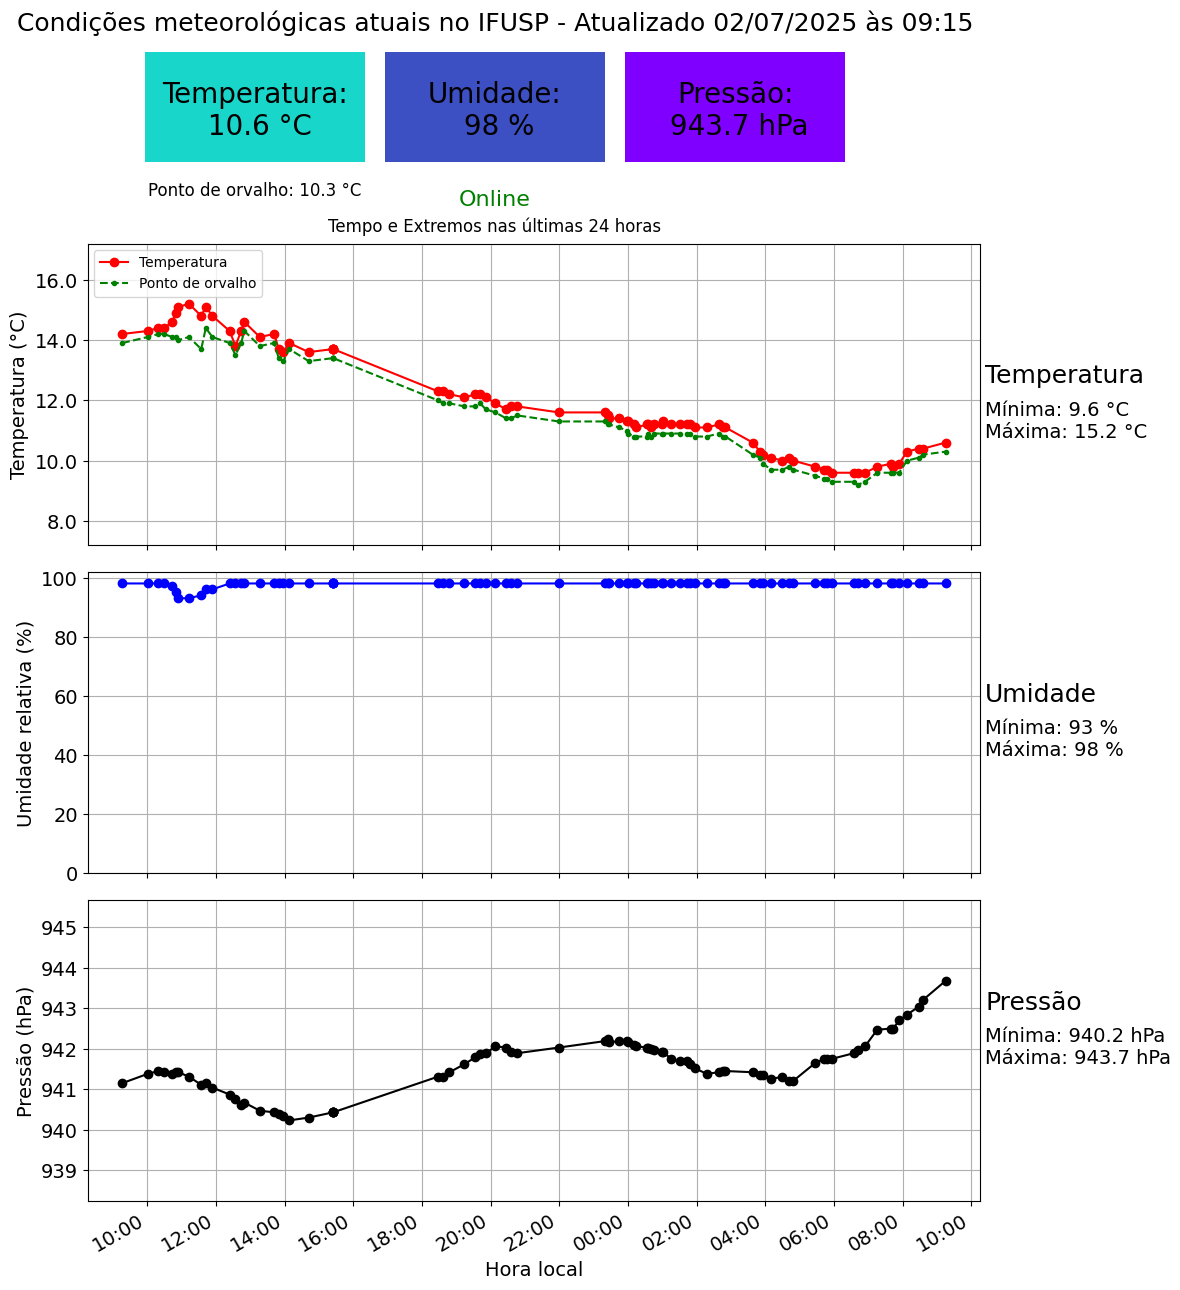 Condições meteorológicas atuais no IFUSP - Atualizado 02/07/2025 às 09:15
Temperatura:
10.6 °C
Umidade:
98 %
Pressão:
943.7 hPa
Ponto de orvalho: 10.3 °C
Online
Tempo e Extremos nas últimas 24 horas
Temperatura
Ponto de orvalho
Temperatura (°C)
16.0
14.0
12.0
10.0
8.0
Temperatura
Mínima: 9.6 °C
Máxima: 15.2 °C
Umidade relativa (%)
100
80
60
40
20
0
Umidade
Mínima: 93 %
Máxima: 98 %
Pressão (hPa)
945
944
943
942
941
940
939
Pressão
Mínima: 940.2 hPa
Máxima: 943.7 hPa
10:00 12:00 14:00 16:00 18:00 20:00 22:00 00:00 02:00 04:00 06:00 08:00 10:00
Hora local